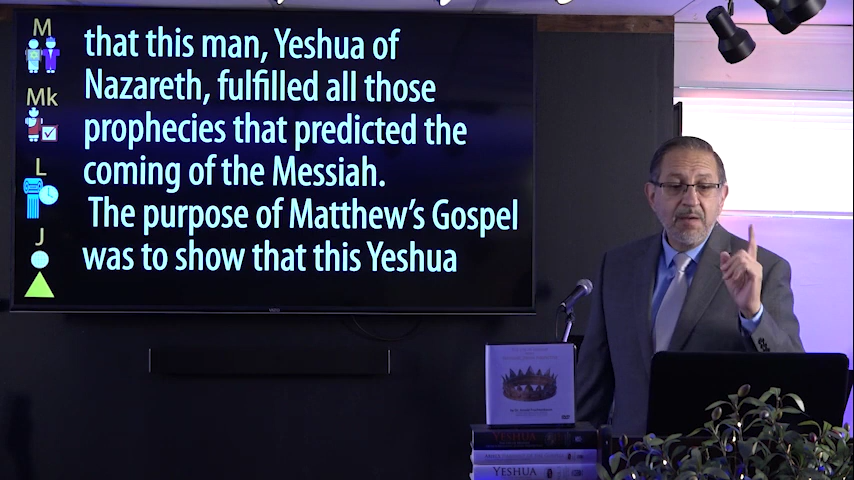 M
Mk
L
J
that this man, Yeshua of
Nazareth, fulfilled all those
prophecies that predicted the
coming of the Messiah.
The purpose of Matthew's Gospel
was to show that this Yeshua
YESHUA
YESHUA